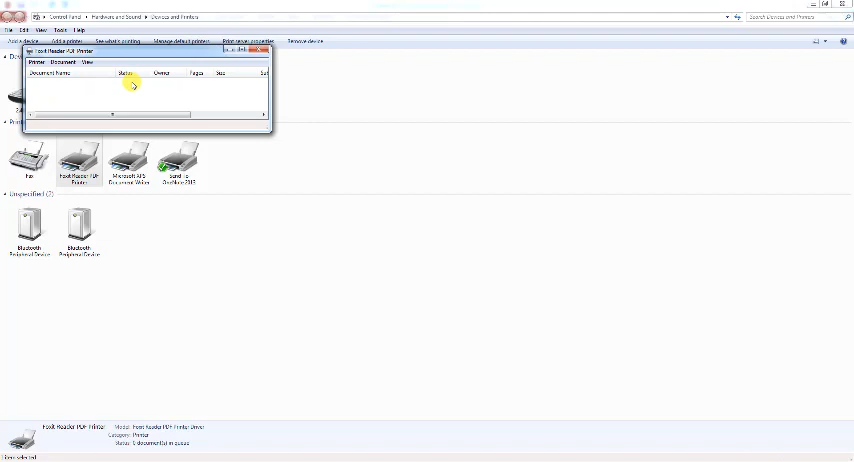 Control Panel ▸ Hardware and Sound ▸ Devices and Printers
Search Devices and Printers
File Edit View Tools Help
Add a device Add a printer See what's printing Manage default printers Print server properties Remove device
Foxit Reader PDF Printer
Printer Document View
Document Name Status Owner Pages Size
Fax
Foxit Reader PDF
Printer
Microsoft XPS
Document Writer
Send To
OneNote 2013
Unspecified (2)
Bluetooth
Peripheral Device
Bluetooth
Peripheral Device
Foxit Reader PDF Printer
Model: Foxit Reader PDF Printer Driver
Category: Printer
Status: 0 document(s) in queue
1 item selected